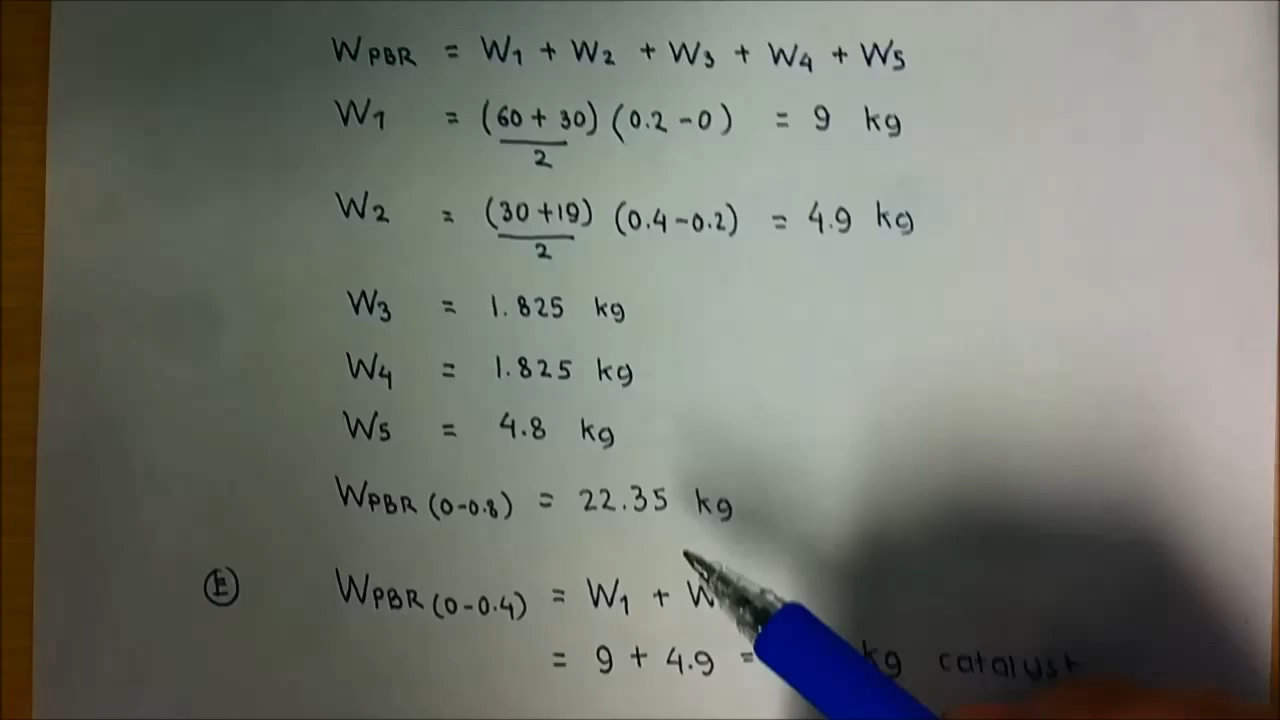 WPBR = W1 + W2 + W3 + W4 + W5
W1 = (60 + 30)/2 (0.2 - 0) = 9 kg
W2 = (30 + 19)/2 (0.4 - 0.2) = 4.9 kg
W3 = 1.825 kg
W4 = 1.825 kg
W5 = 4.8 kg
WPBR (0-0.8) = 22.35 kg
E WPBR (0-0.4) = W1 + W
= 9 + 4.9 = kg catalyst